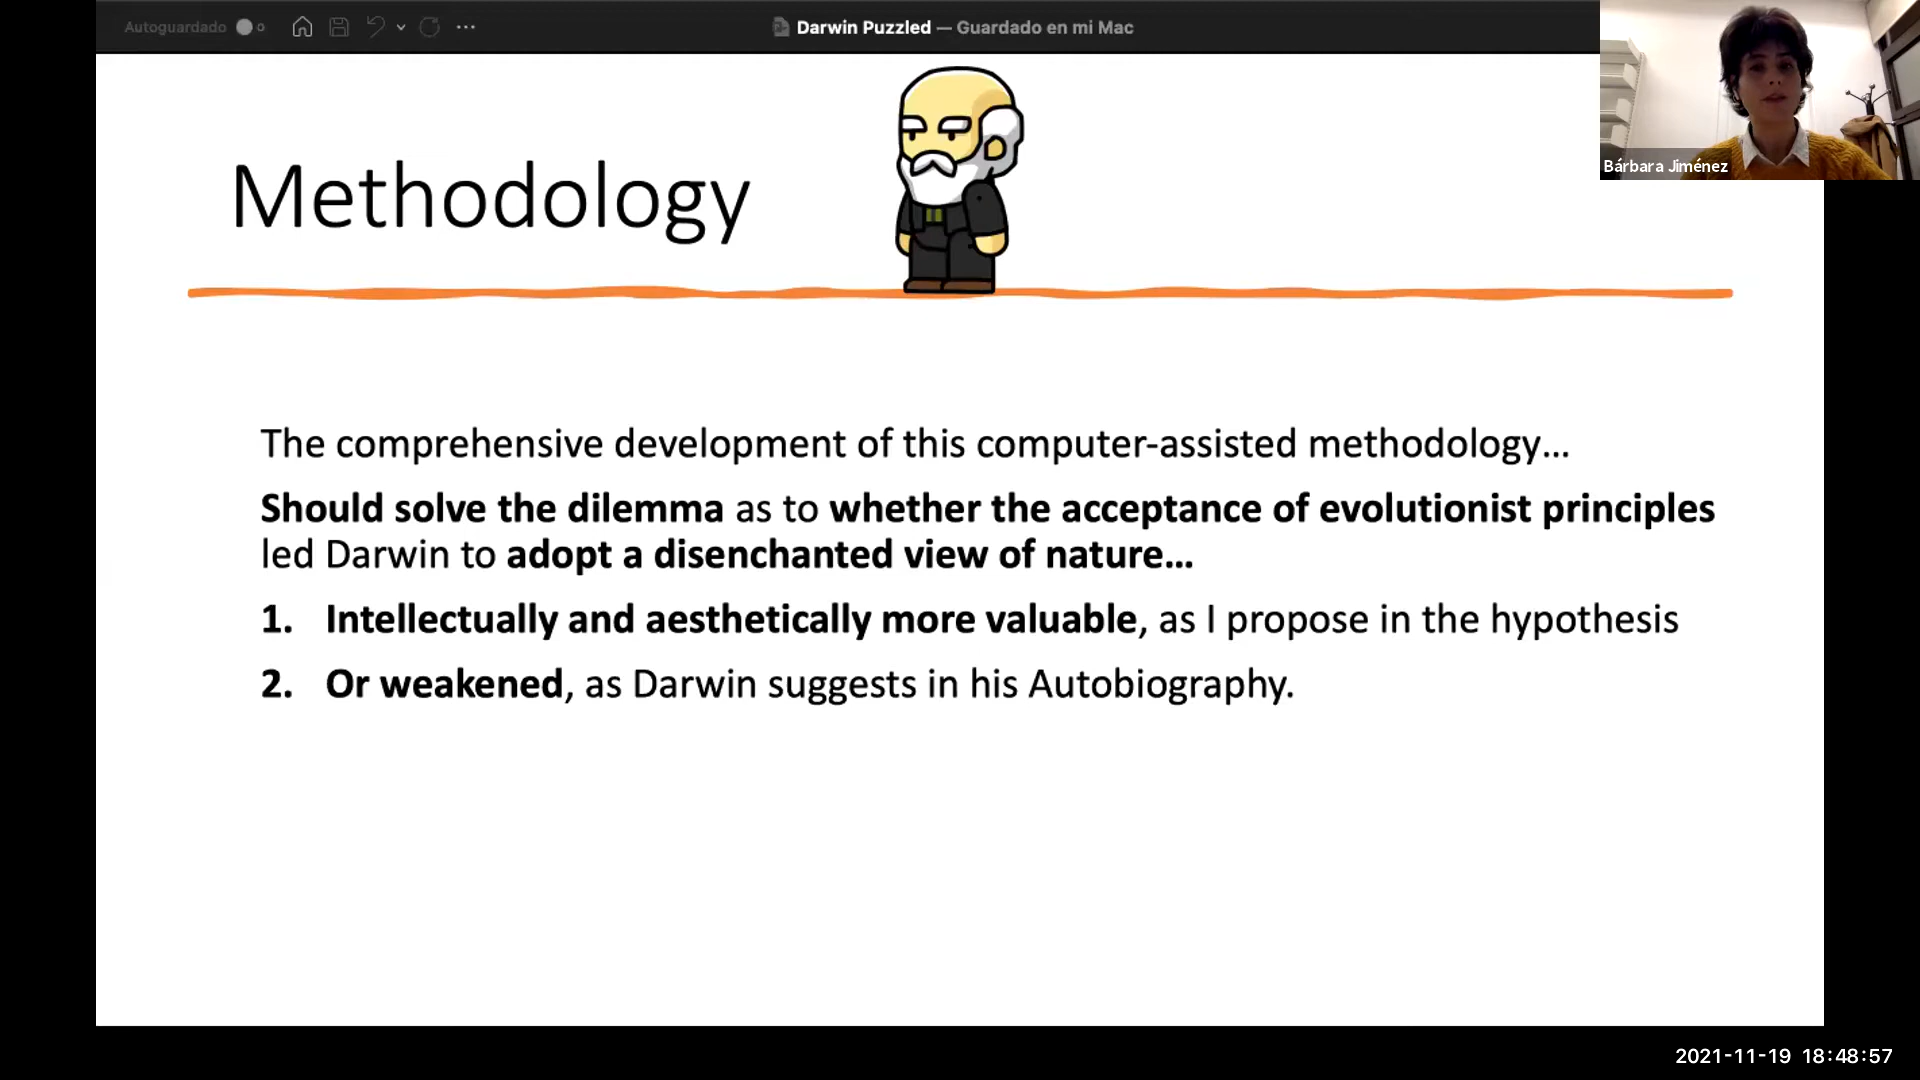 Autoguardado
Darwin Puzzled — Guardado en mi Mac
Bárbara Jiménez
Methodology
The comprehensive development of this computer-assisted methodology...
Should solve the dilemma as to whether the acceptance of evolutionist principles
led Darwin to adopt a disenchanted view of nature...
1. Intellectually and aesthetically more valuable, as I propose in the hypothesis
2. Or weakened, as Darwin suggests in his Autobiography.
2021-11-19 18:48:57